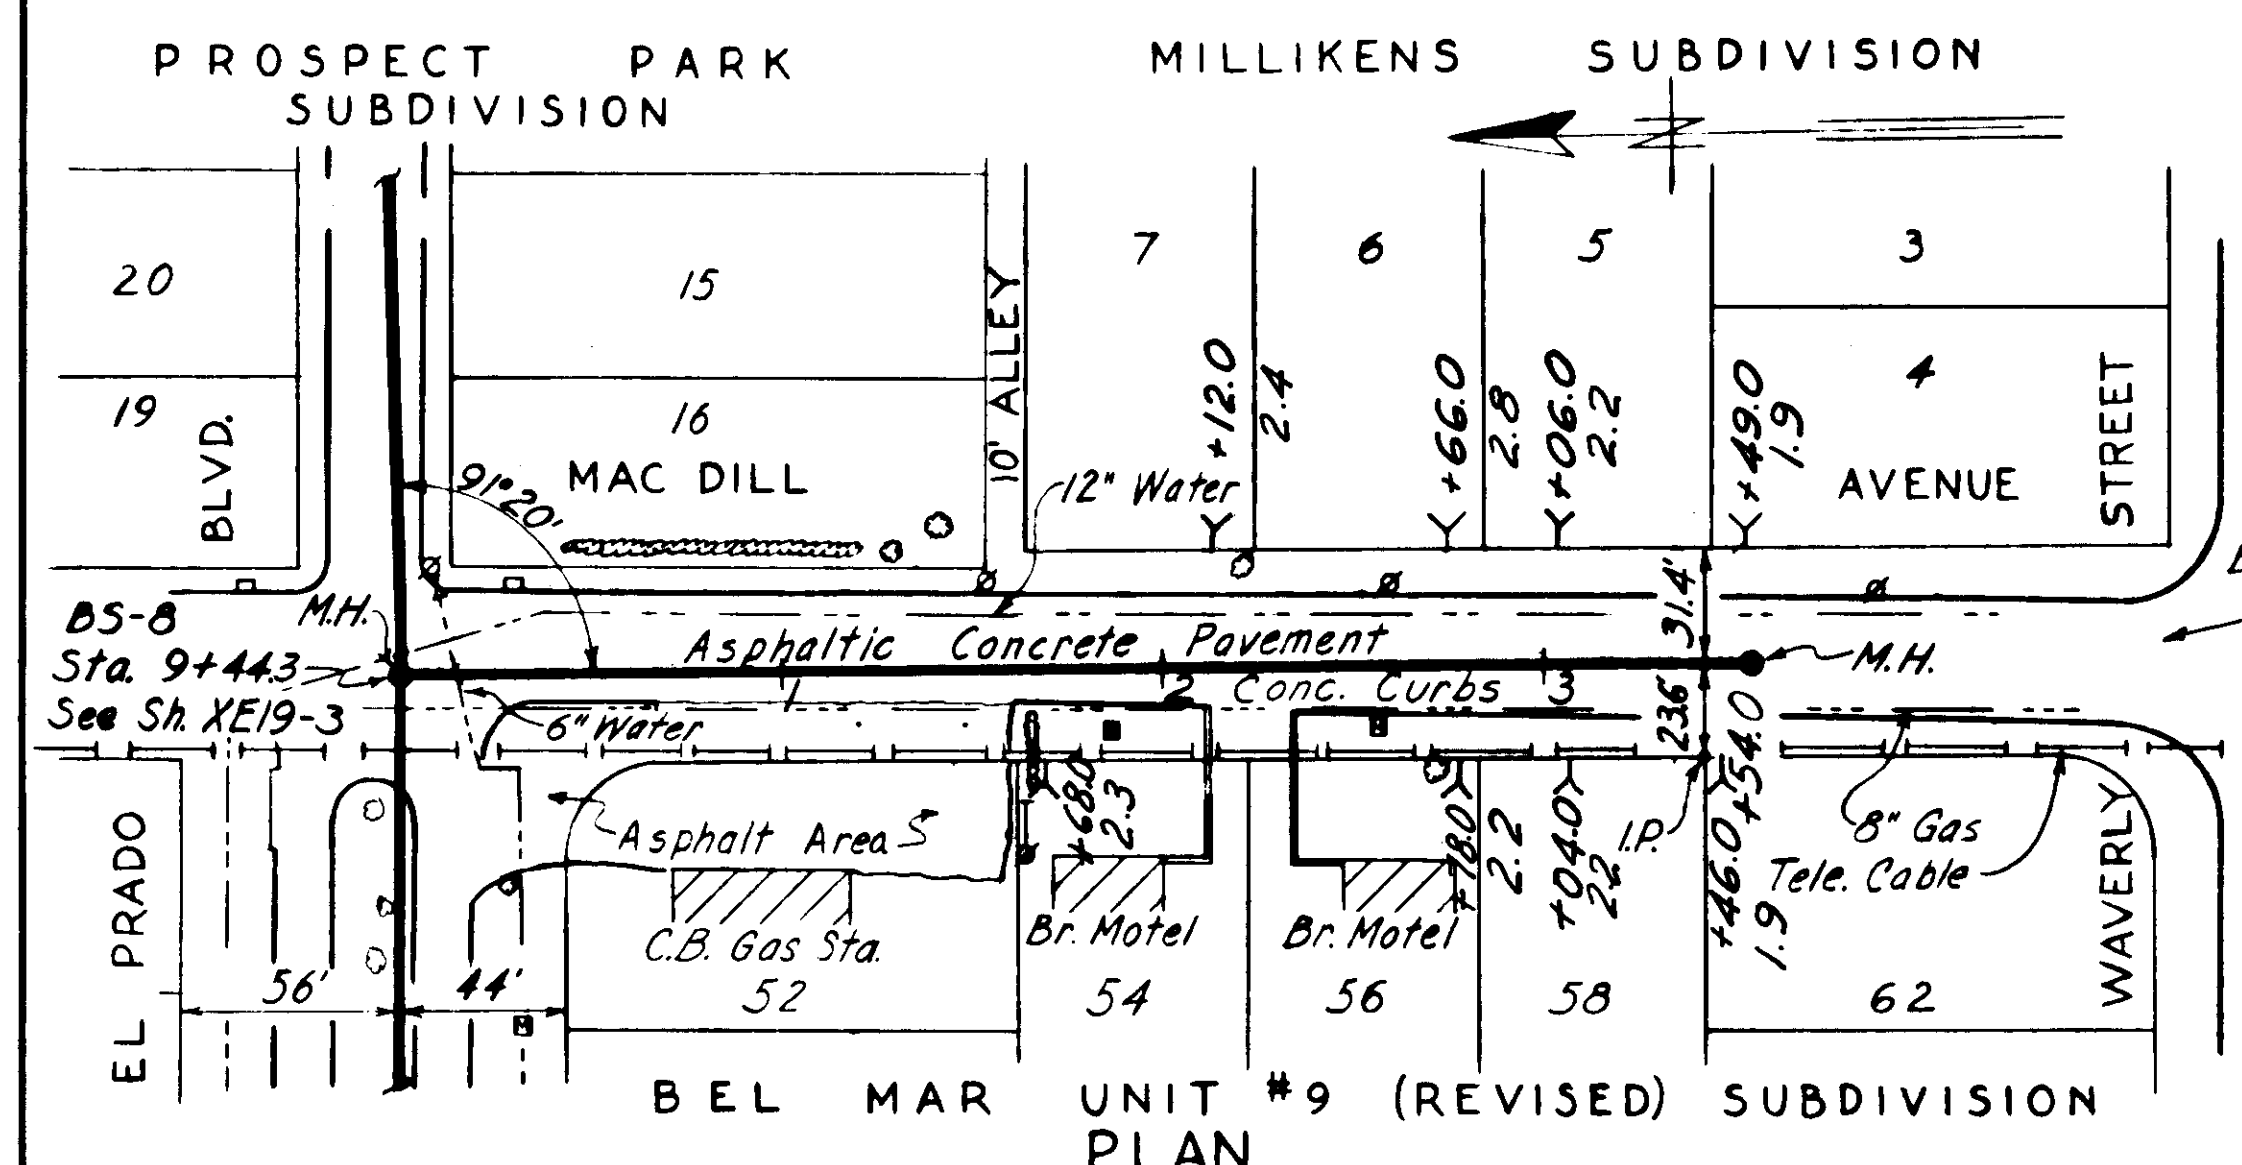 PROSPECT PARK
SUBDIVISION
MILLIKENS SUBDIVISION
20
15
7
6
5
3
19
16
BLVD.
MAC DILL
91°20'
10' ALLEY
12" Water
+12.0
2.4
+66.0
2.8
+06.0
2.2
+49.0
1.9
4
AVENUE
STREET
BS-8
Sta. 9+44.3
See Sh. XE19-3
M.H.
Asphaltic Concrete Pavement
31.4'
M.H.
1
2
Conc. Curbs
3
23.6'
+54.0
6" Water
Asphalt Area S
+68.0
2.3
+78.0
2.2
+04.0
2.2
I.P.
+46.0
1.9
8" Gas
Tele. Cable
EL PRADO
WAVERLY
C.B. Gas Sta.
Br. Motel
Br. Motel
56'
44'
M
M
52
54
56
58
62
BEL MAR UNIT #9 (REVISED) SUBDIVISION
PLAN